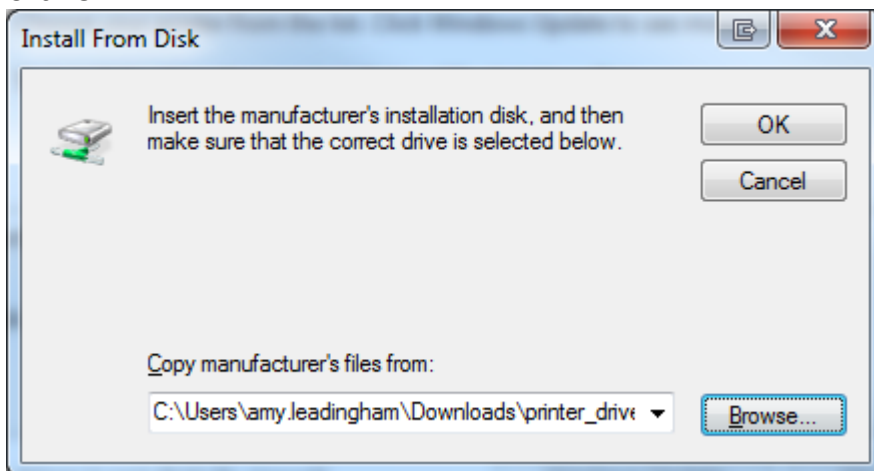 Install From Disk
Insert the manufacturer's installation disk, and then
make sure that the correct drive is selected below.
OK
Cancel
Copy manufacturer's files from:
C:\Users\amy.leadingham\Downloads\printer_drive
Browse...